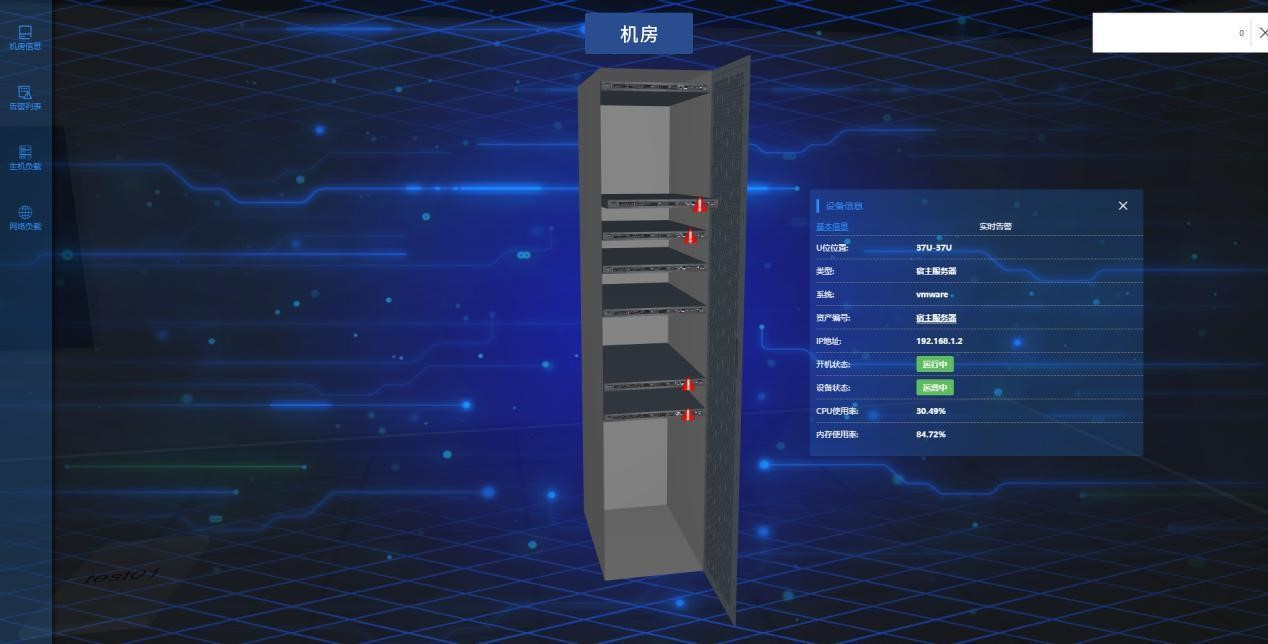 机房
0
机房信息
告警列表
主机负载
网络负载
设备信息
基本信息 实时告警
U位位置: 37U-37U
类型: 宿主服务器
系统: vmware
资产编号: 宿主服务器
IP地址: 192.168.1.2
开机状态: 运行中
设备状态: 运营中
CPU使用率: 30.49%
内存使用率: 84.72%
test01